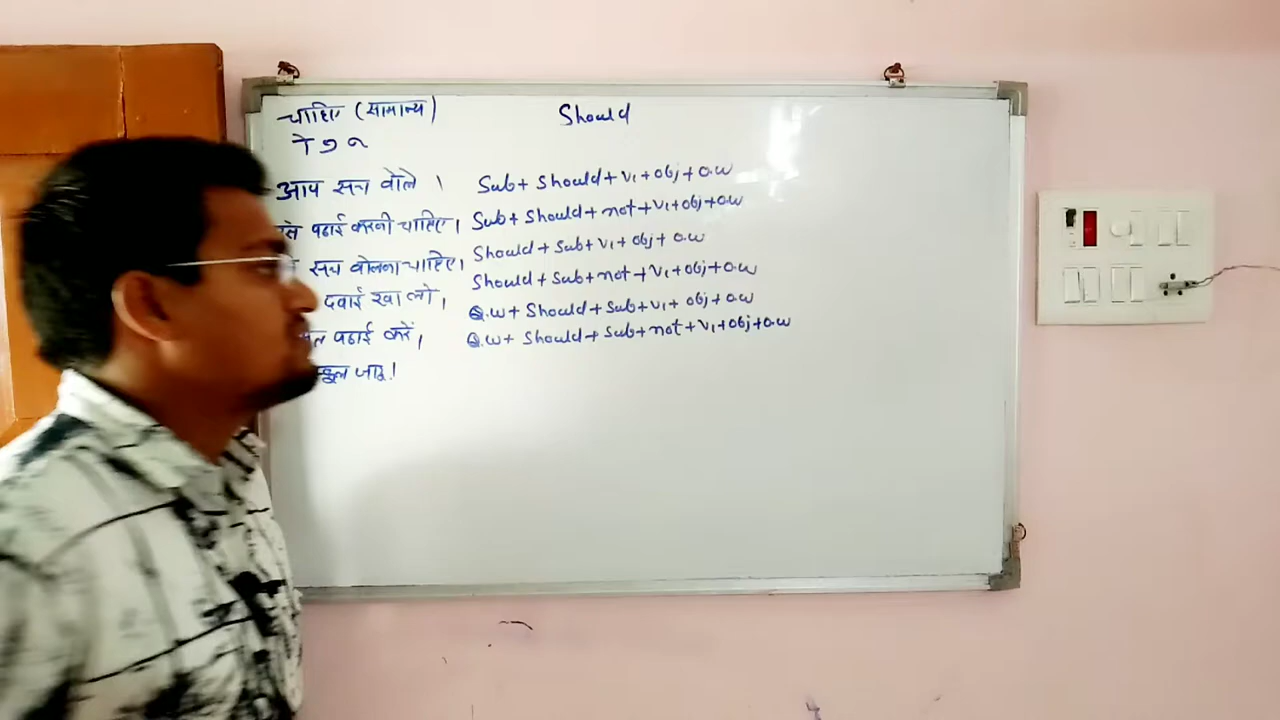 चाहिए (सामान्य)
Should
आप सच बोले ।
पढाई करनी चाहिए ।
सच बोलना चाहिए ।
दवाई खा लो ,
पढाई करें ,
जाऊ !
Sub + Should + V₁ + Obj + O.W
Sub + Should + not + V₁ + Obj + O.W
Should + Sub + V₁ + Obj + O.W
Should + Sub + not + V₁ + Obj + O.W
Q.W + Should + Sub + V₁ + Obj + O.W
Q.W + Should + Sub + not + V₁ + Obj + O.W